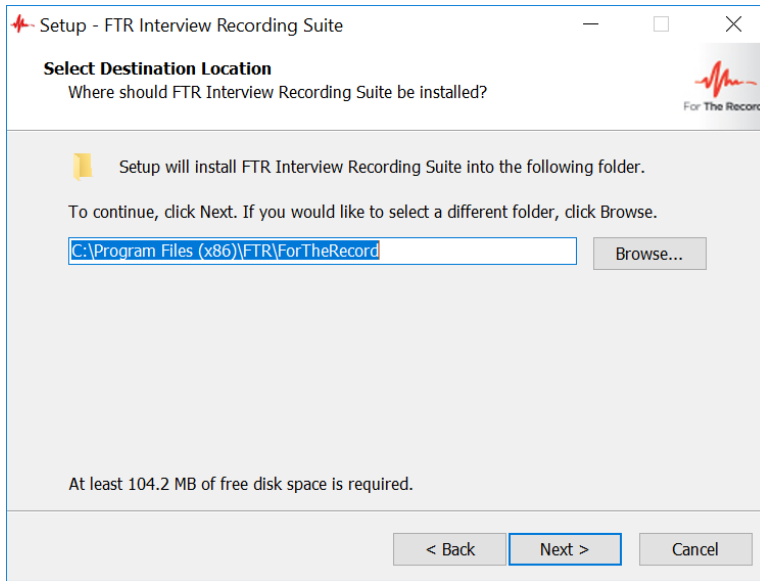 Setup - FTR Interview Recording Suite
Select Destination Location
Where should FTR Interview Recording Suite be installed?
For The Record
Setup will install FTR Interview Recording Suite into the following folder.
To continue, click Next. If you would like to select a different folder, click Browse.
C:\Program Files (x86)\FTR\ForTheRecord
Browse...
At least 104.2 MB of free disk space is required.
< Back
Next >
Cancel